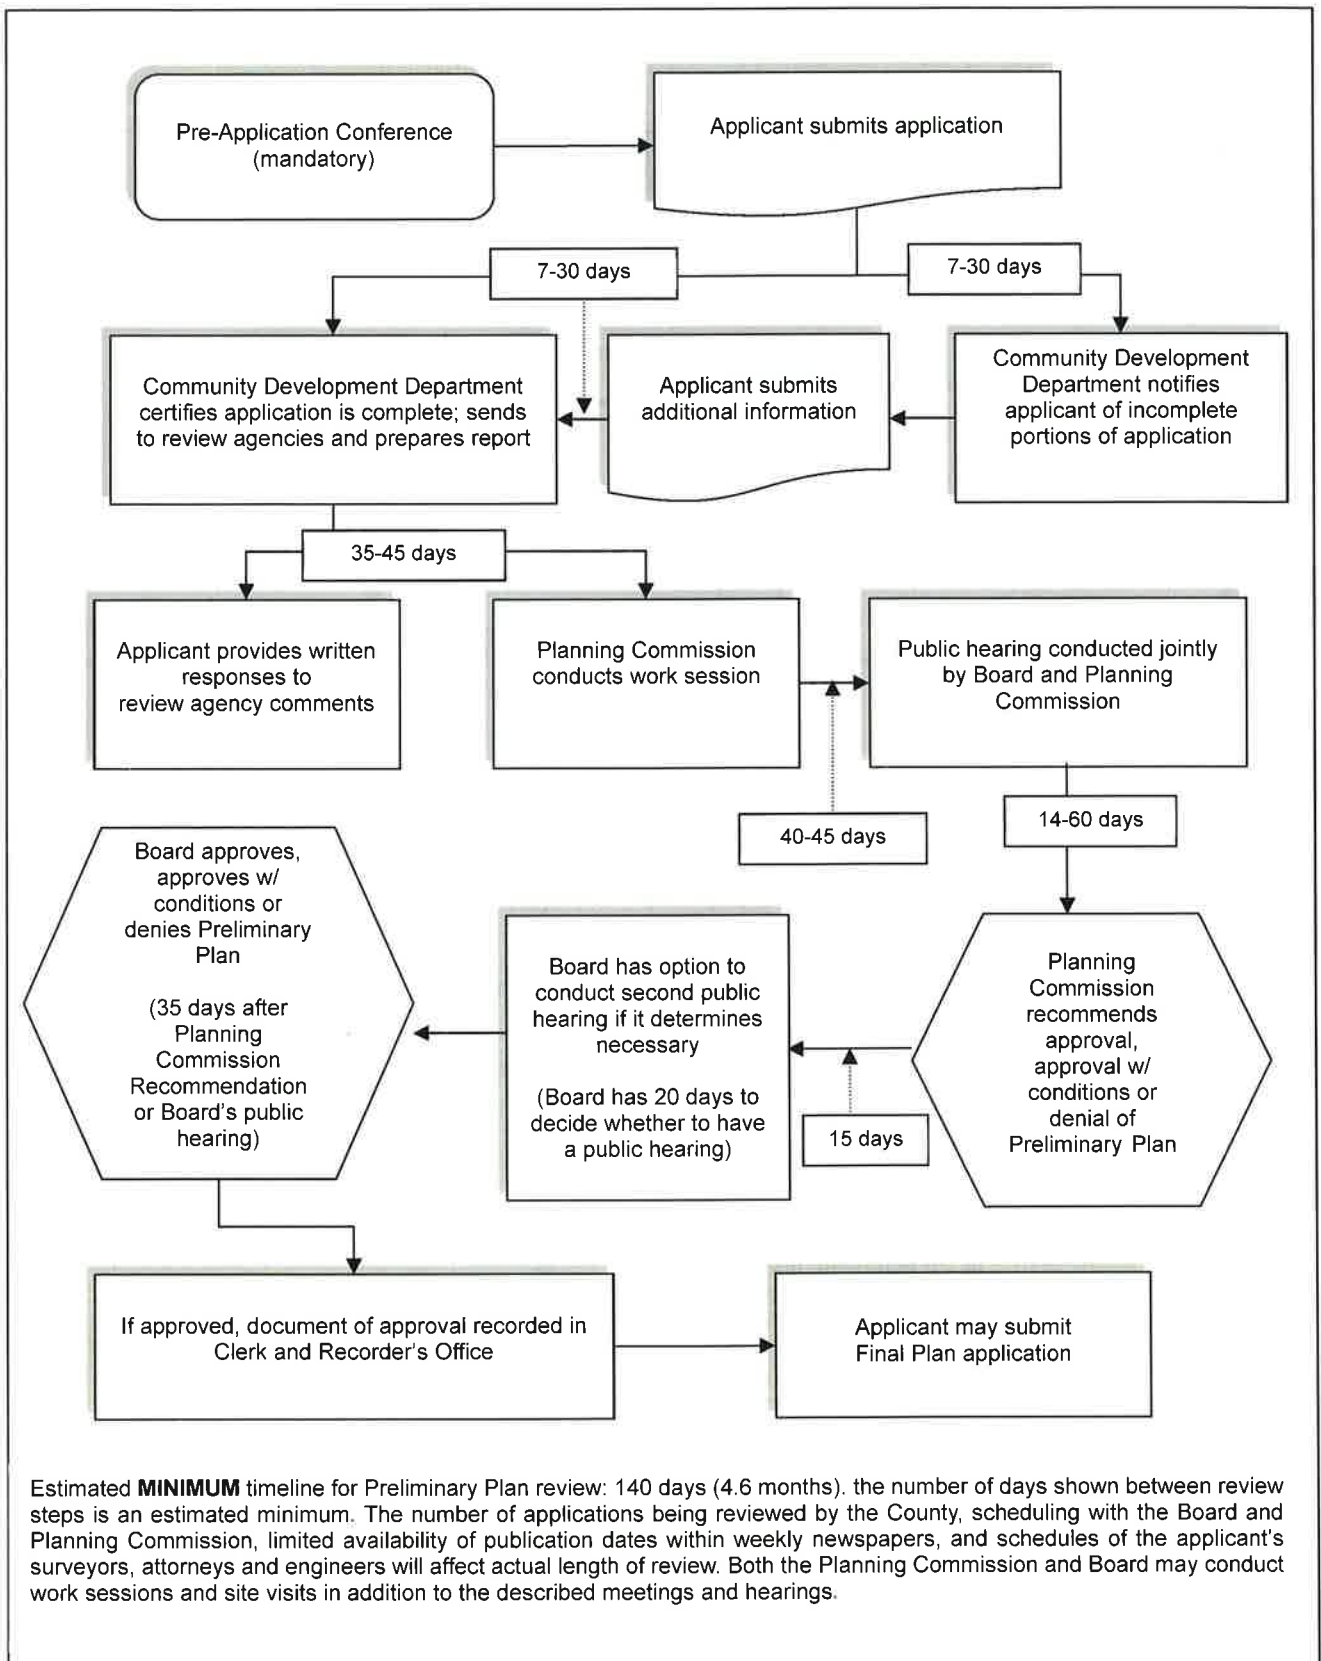 Pre-Application Conference
(mandatory)
Applicant submits application
7-30 days
7-30 days
Community Development Department
certifies application is complete; sends
to review agencies and prepares report
Applicant submits
additional information
Community Development
Department notifies
applicant of incomplete
portions of application
35-45 days
Applicant provides written
responses to
review agency comments
Planning Commission
conducts work session
Public hearing conducted jointly
by Board and Planning
Commission
40-45 days
14-60 days
Board approves,
approves w/
conditions or
denies Preliminary
Plan
(35 days after
Planning
Commission
Recommendation
or Board's public
hearing)
Board has option to
conduct second public
hearing if it determines
necessary
(Board has 20 days to
decide whether to have
a public hearing)
15 days
Planning
Commission
recommends
approval,
approval w/
conditions or
denial of
Preliminary Plan
If approved, document of approval recorded in
Clerk and Recorder's Office
Applicant may submit
Final Plan application
Estimated MINIMUM timeline for Preliminary Plan review: 140 days (4.6 months). the number of days shown between review
steps is an estimated minimum. The number of applications being reviewed by the County, scheduling with the Board and
Planning Commission, limited availability of publication dates within weekly newspapers, and schedules of the applicant's
surveyors, attorneys and engineers will affect actual length of review. Both the Planning Commission and Board may conduct
work sessions and site visits in addition to the described meetings and hearings.